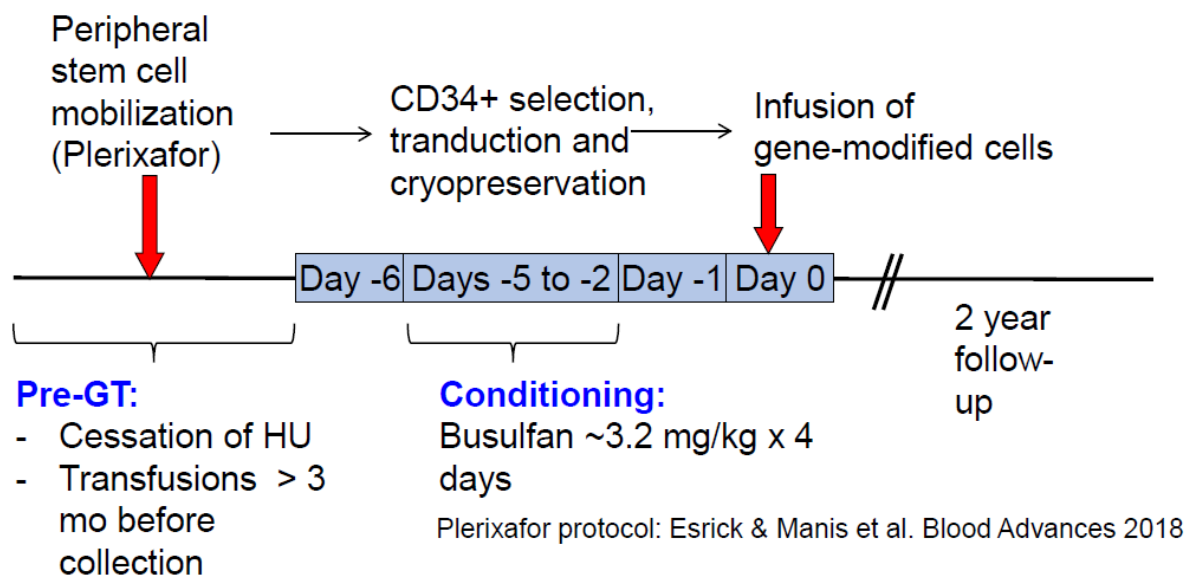 Peripheral
stem cell
mobilization
(Plerixafor)
CD34+ selection,
tranduction and
cryopreservation
Infusion of
gene-modified cells
Day -6
Days -5 to -2
Day -1
Day 0
2 year
follow-
up
Pre-GT:
- Cessation of HU
- Transfusions > 3
mo before
collection
Conditioning:
Busulfan ~3.2 mg/kg x 4
days
Plerixafor protocol: Esrick & Manis et al. Blood Advances 2018